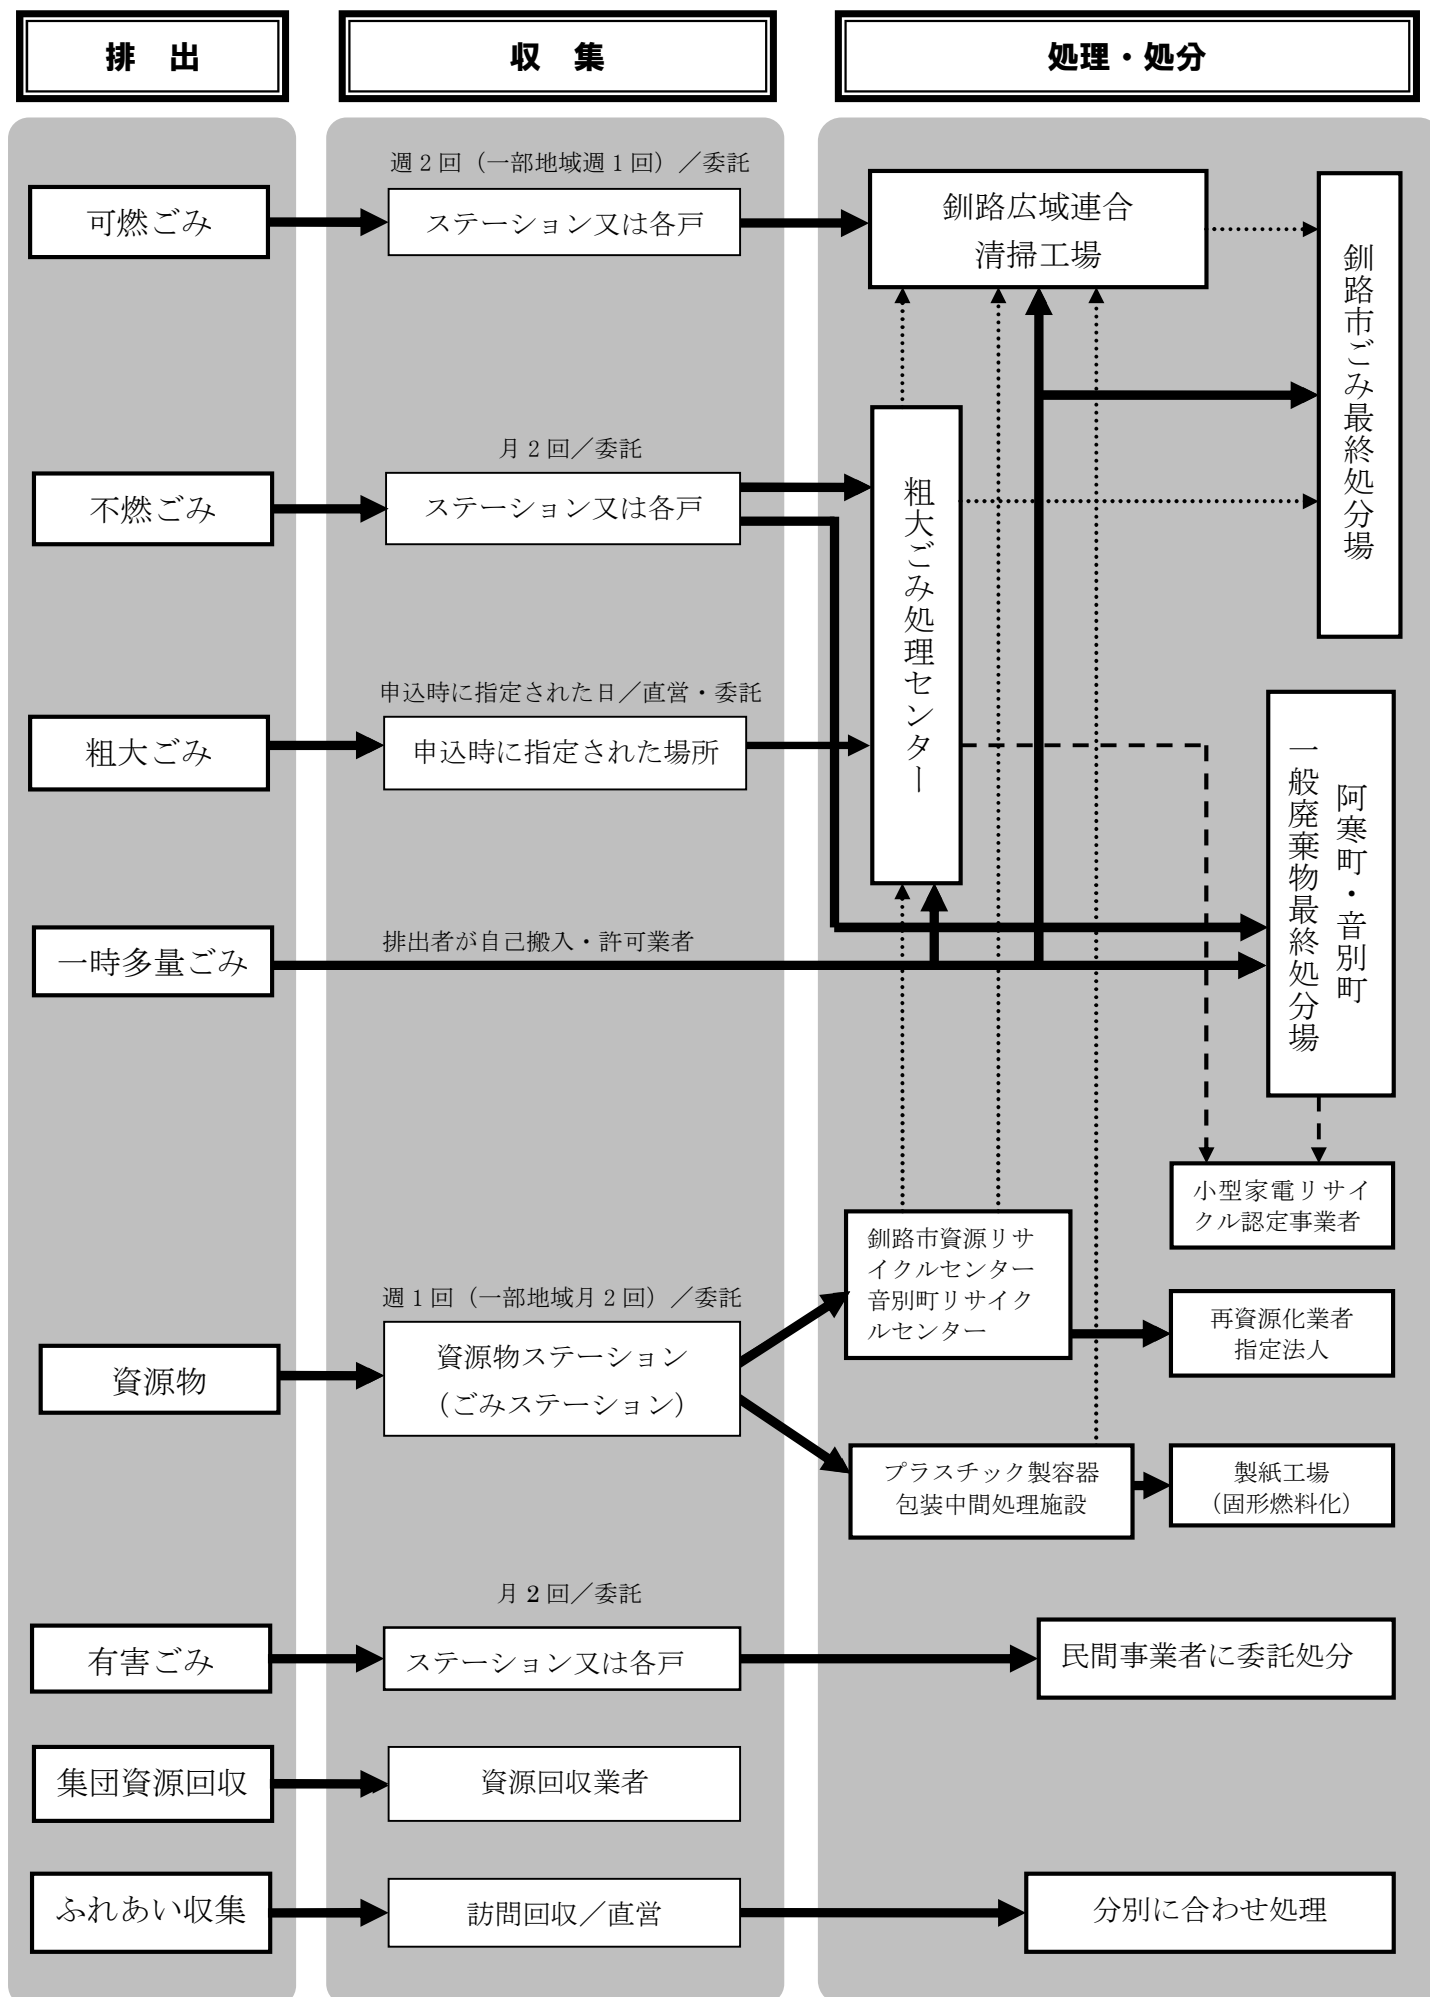 排　出
収　集
処理・処分
週２回（一部地域週１回）／委託
可燃ごみ
ステーション又は各戸
釧路広域連合
清掃工場
釧路市ごみ最終処分場
月２回／委託
不燃ごみ
ステーション又は各戸
粗大ごみ処理センター
申込時に指定された日／直営・委託
粗大ごみ
申込時に指定された場所
阿寒町・音別町
一般廃棄物最終処分場
一時多量ごみ
排出者が自己搬入・許可業者
小型家電リサイ
クル認定事業者
釧路市資源リサ
イクルセンター
音別町リサイク
ルセンター
週１回（一部地域月２回）／委託
資源物
資源物ステーション
（ごみステーション）
再資源化業者
指定法人
プラスチック製容器
包装中間処理施設
製紙工場
（固形燃料化）
月２回／委託
有害ごみ
ステーション又は各戸
民間事業者に委託処分
集団資源回収
資源回収業者
ふれあい収集
訪問回収／直営
分別に合わせ処理